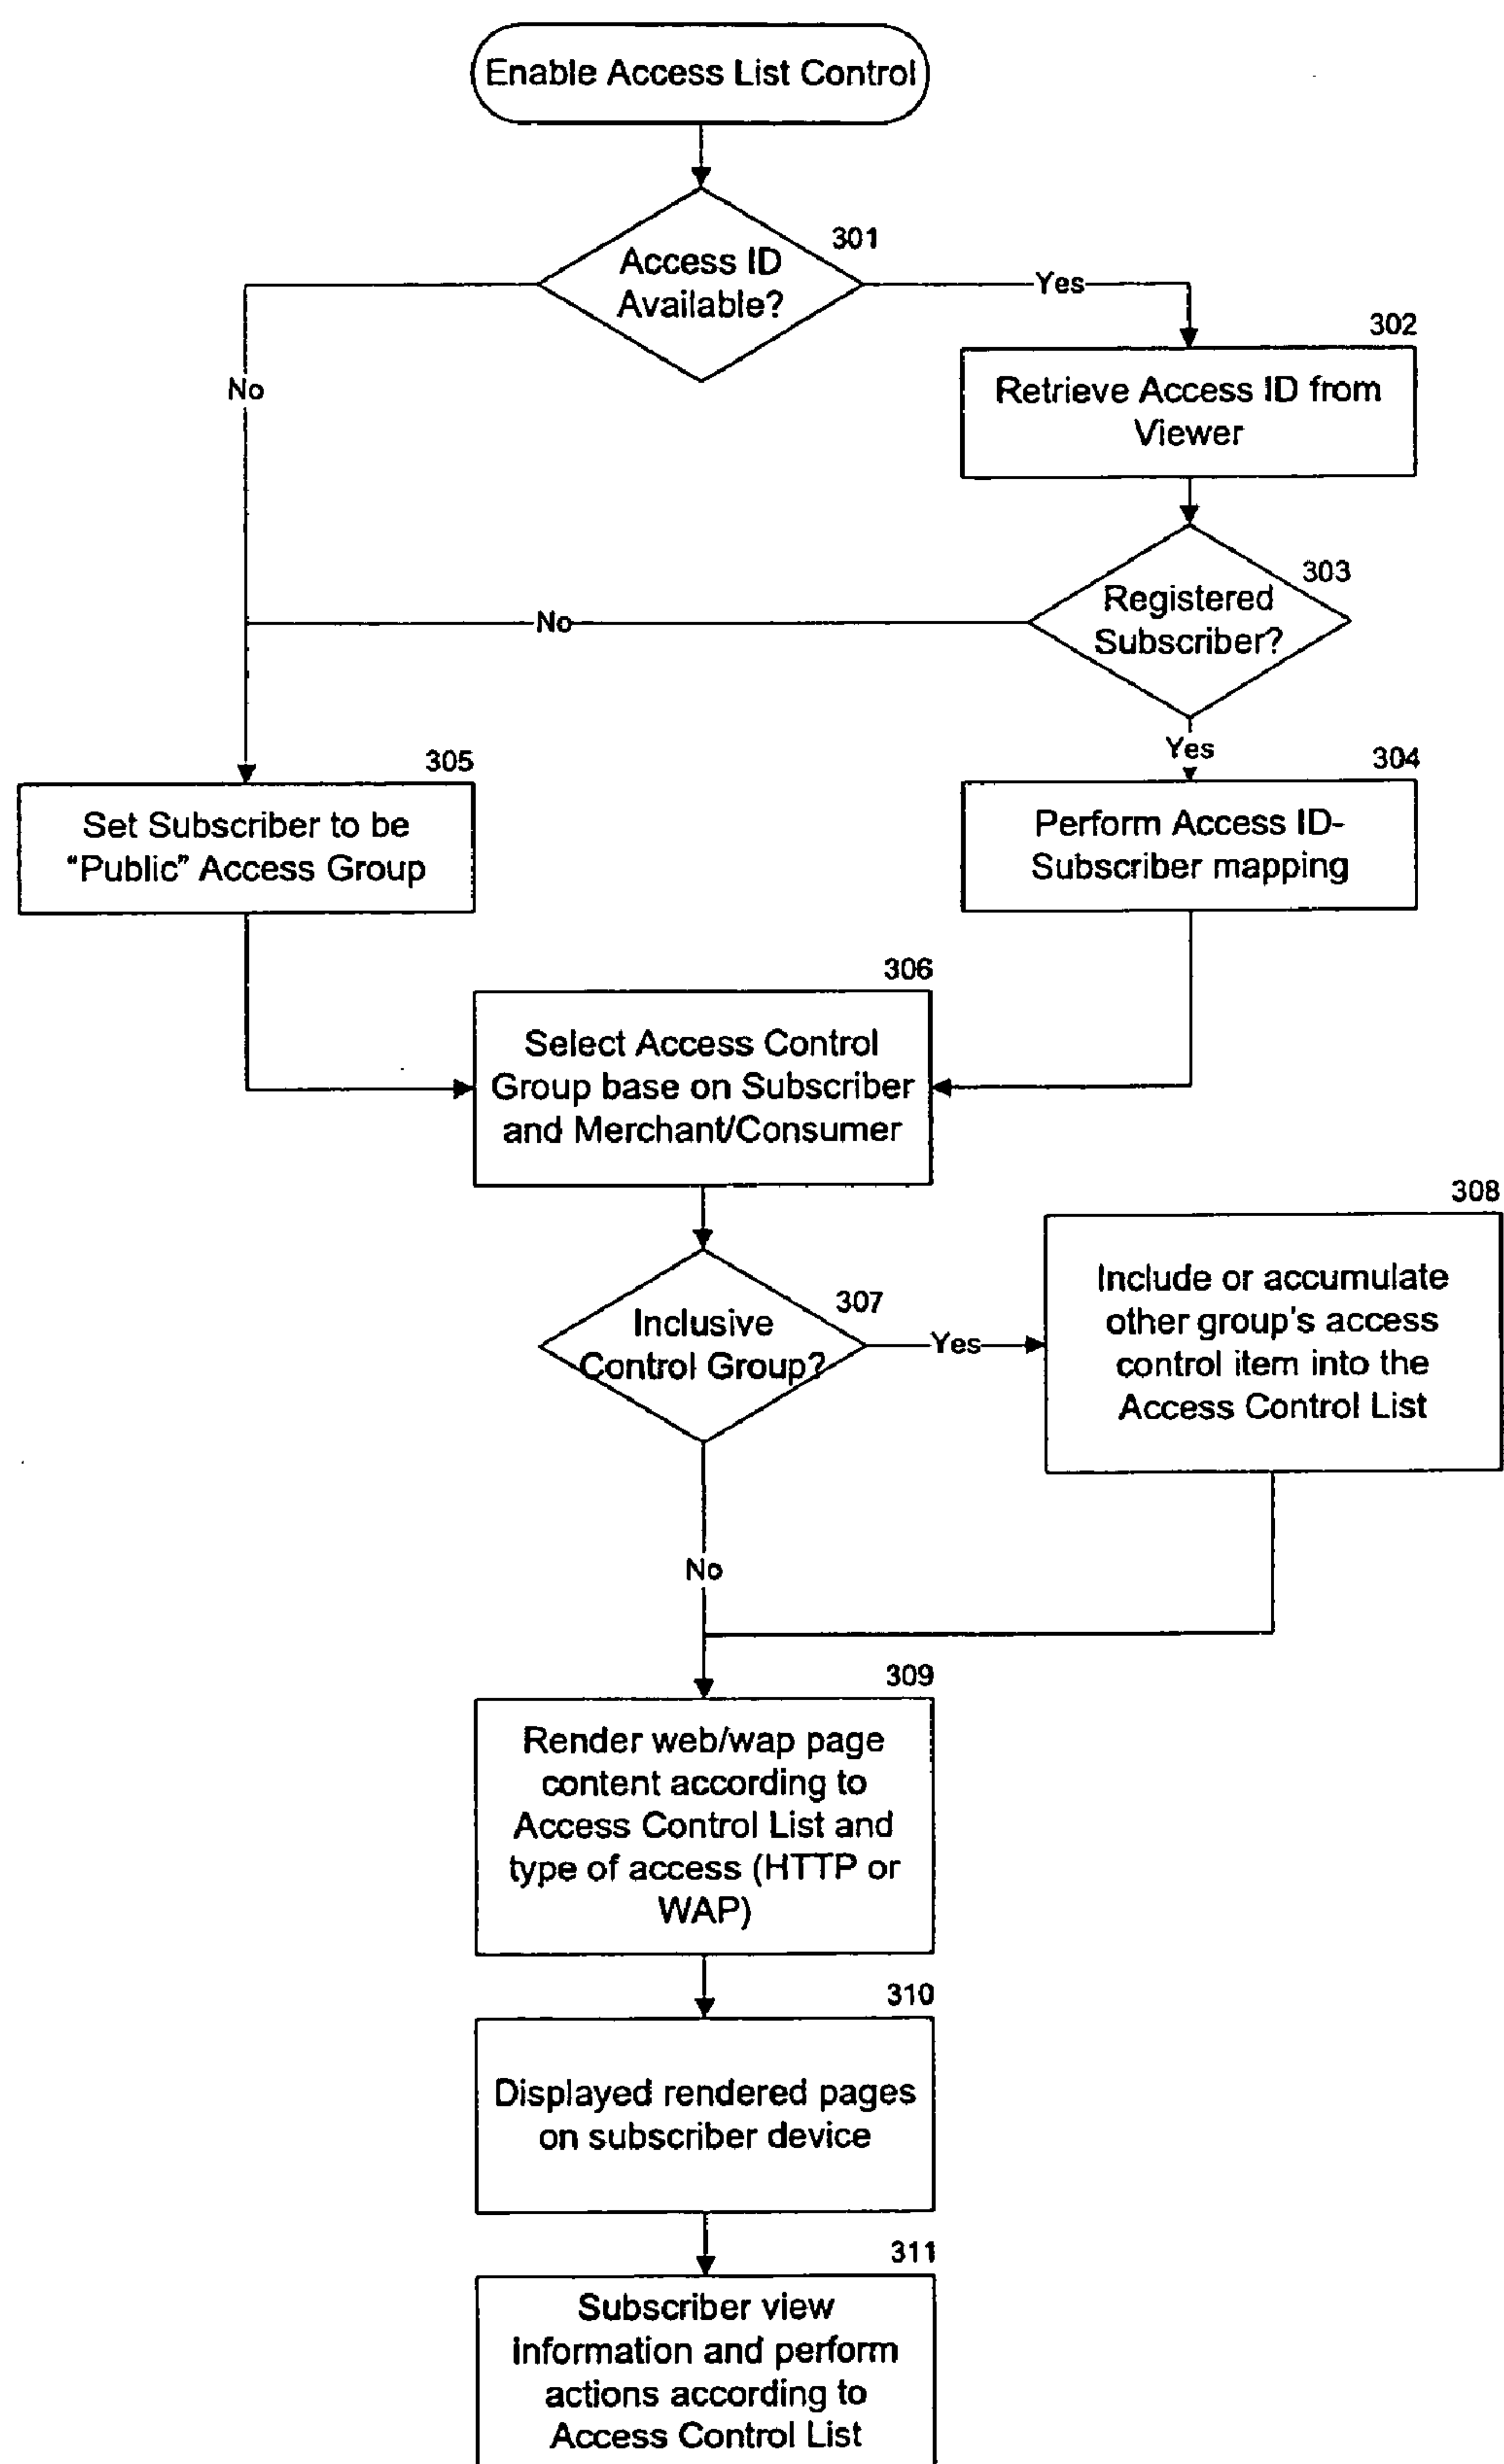 Enable Access List Control
301
Access ID
Available?
Yes
No
302
Retrieve Access ID from
Viewer
303
Registered
Subscriber?
No
Yes
305
Set Subscriber to be
“Public” Access Group
304
Perform Access ID-
Subscriber mapping
306
Select Access Control
Group base on Subscriber
and Merchant/Consumer
307
Inclusive
Control Group?
Yes
308
Include or accumulate
other group's access
control item into the
Access Control List
No
309
Render web/wap page
content according to
Access Control List and
type of access (HTTP or
WAP)
310
Displayed rendered pages
on subscriber device
311
Subscriber view
information and perform
actions according to
Access Control List